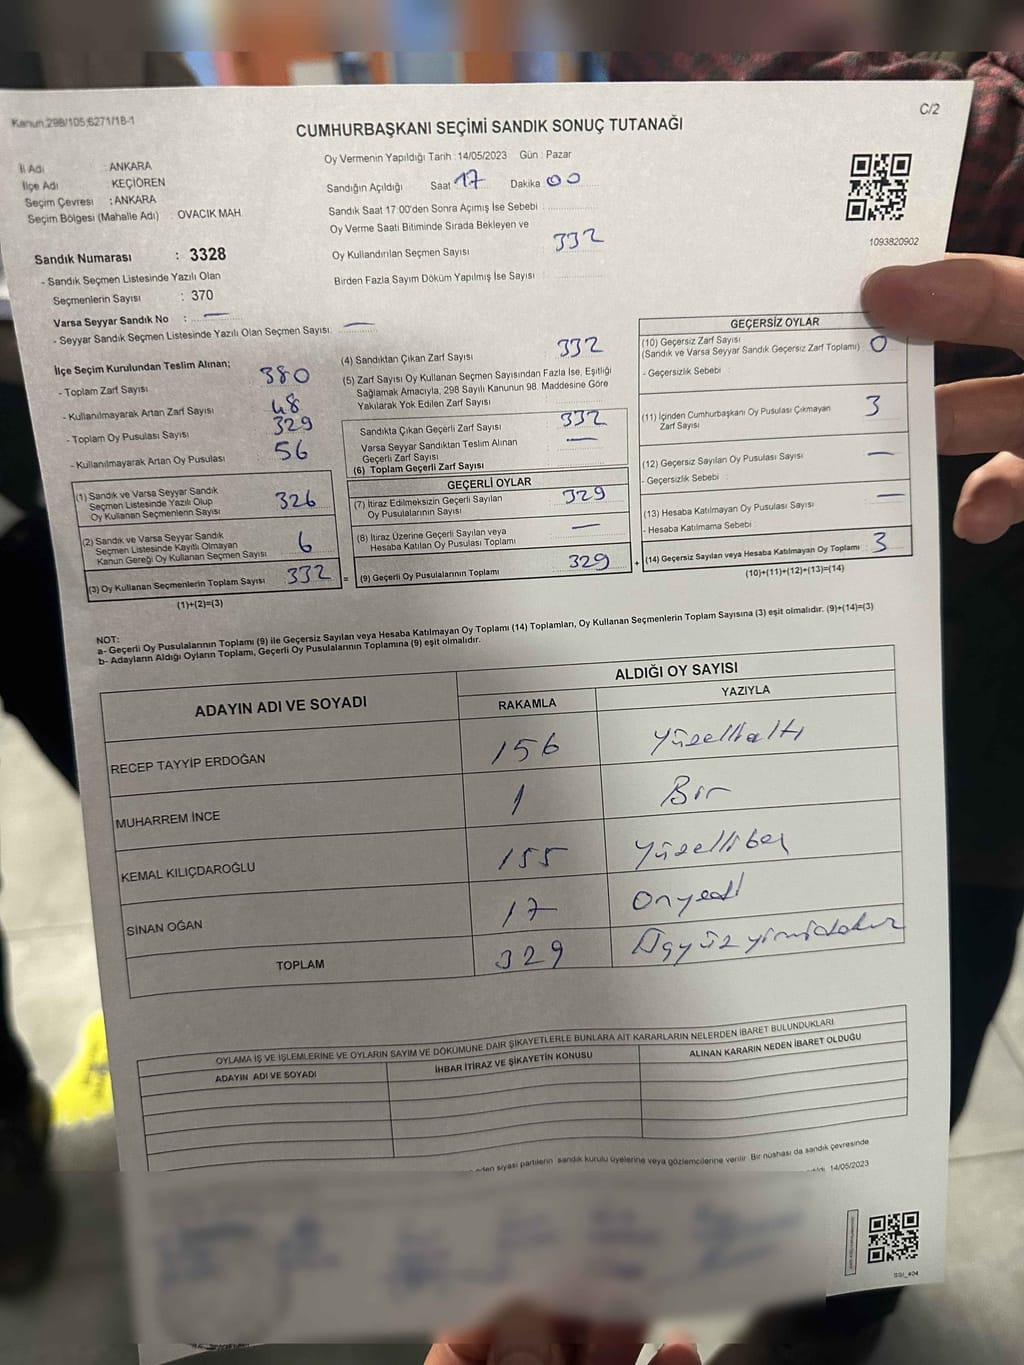 Kanun:298/105;6271/18-1
C/2
CUMHURBAŞKANI SEÇİMİ SANDIK SONUÇ TUTANAĞI
İl Adı : ANKARA
İlçe Adı : KEÇİÖREN
Seçim Çevresi : ANKARA
Seçim Bölgesi (Mahalle Adı) : OVACIK MAH.
Sandık Numarası : 3328
- Sandık Seçmen Listesinde Yazılı Olan
Seçmenlerin Sayısı : 370
Varsa Seyyar Sandık No : —
- Seyyar Sandık Seçmen Listesinde Yazılı Olan Seçmen Sayısı: —
Oy Vermenin Yapıldığı Tarih : 14/05/2023 Gün : Pazar
Sandığın Açıldığı Saat 17 Dakika 00
Sandık Saat 17:00'den Sonra Açımış İse Sebebi :
Oy Verme Saati Bitiminde Sırada Bekleyen ve
Oy Kullandırılan Seçmen Sayısı 332
Birden Fazla Sayım Döküm Yapılmış İse Sayısı :
1093820902
İlçe Seçim Kurulundan Teslim Alınan;
- Toplam Zarf Sayısı 380
- Kullanılmayarak Artan Zarf Sayısı 48
- Toplam Oy Pusulası Sayısı 329
- Kullanılmayarak Artan Oy Pusulası 56
(1) Sandık ve Varsa Seyyar Sandık
Seçmen Listesinde Yazılı Olup
Oy Kullanan Seçmenlerin Sayısı 326
(2) Sandık ve Varsa Seyyar Sandık
Seçmen Listesinde Kayıtlı Olmayan
Kanun Gereği Oy Kullanan Seçmen Sayısı 6
(3) Oy Kullanan Seçmenlerin Toplam Sayısı 332
(1)+(2)=(3)
(4) Sandıktan Çıkan Zarf Sayısı 332
(5) Zarf Sayısı Oy Kullanan Seçmen Sayısından Fazla İse, Eşitliği
Sağlamak Amacıyla, 298 Sayılı Kanunun 98. Maddesine Göre
Yakılarak Yok Edilen Zarf Sayısı
Sandıkta Çıkan Geçerli Zarf Sayısı 332
Varsa Seyyar Sandıktan Teslim Alınan
Geçerli Zarf Sayısı —
(6) Toplam Geçerli Zarf Sayısı
GEÇERLİ OYLAR
(7) İtiraz Edilmeksizin Geçerli Sayılan
Oy Pusulalarının Sayısı 329
(8) İtiraz Üzerine Geçerli Sayılan veya
Hesaba Katılan Oy Pusulası Toplamı —
= (9) Geçerli Oy Pusulalarının Toplamı 329
GEÇERSİZ OYLAR
(10) Geçersiz Zarf Sayısı
(Sandık ve Varsa Seyyar Sandık Geçersiz Zarf Toplamı) 0
- Geçersizlik Sebebi :
(11) İçinden Cumhurbaşkanı Oy Pusulası Çıkmayan
Zarf Sayısı 3
(12) Geçersiz Sayılan Oy Pusulası Sayısı —
- Geçersizlik Sebebi :
(13) Hesaba Katılmayan Oy Pusulası Sayısı —
- Hesaba Katılmama Sebebi
+ (14) Geçersiz Sayılan veya Hesaba Katılmayan Oy Toplamı 3
(10)+(11)+(12)+(13)=(14)
NOT:
a- Geçerli Oy Pusulalarının Toplamı (9) ile Geçersiz Sayılan veya Hesaba Katılmayan Oy Toplamı (14) Toplamları, Oy Kullanan Seçmenlerin Toplam Sayısına (3) eşit olmalıdır. (9)+(14)=(3)
b- Adayların Aldığı Oyların Toplamı, Geçerli Oy Pusulalarının Toplamına (9) eşit olmalıdır.
ADAYIN ADI VE SOYADI
ALDIĞI OY SAYISI
RAKAMLA YAZIYLA
RECEP TAYYİP ERDOĞAN 156 Yüzellialtı
MUHARREM İNCE 1 Bir
KEMAL KILIÇDAROĞLU 155 Yüzellibeş
SİNAN OĞAN 17 Onyedi
TOPLAM 329 Üçyüzyirmidokuz
OYLAMA İŞ VE İŞLEMLERİNE VE OYLARIN SAYIM VE DÖKÜMÜNE DAİR ŞİKAYETLERLE BUNLARA AİT KARARLARIN NELERDEN İBARET BULUNDUKLARI
ADAYIN ADI VE SOYADI İHBAR İTİRAZ VE ŞİKAYETİN KONUSU ALINAN KARARIN NEDEN İBARET OLDUĞU
siyasi partilerin sandık kurulu üyelerine veya gözlemcilerine verilir. Bir nüshası da sandık çevresinde
14/05/2023